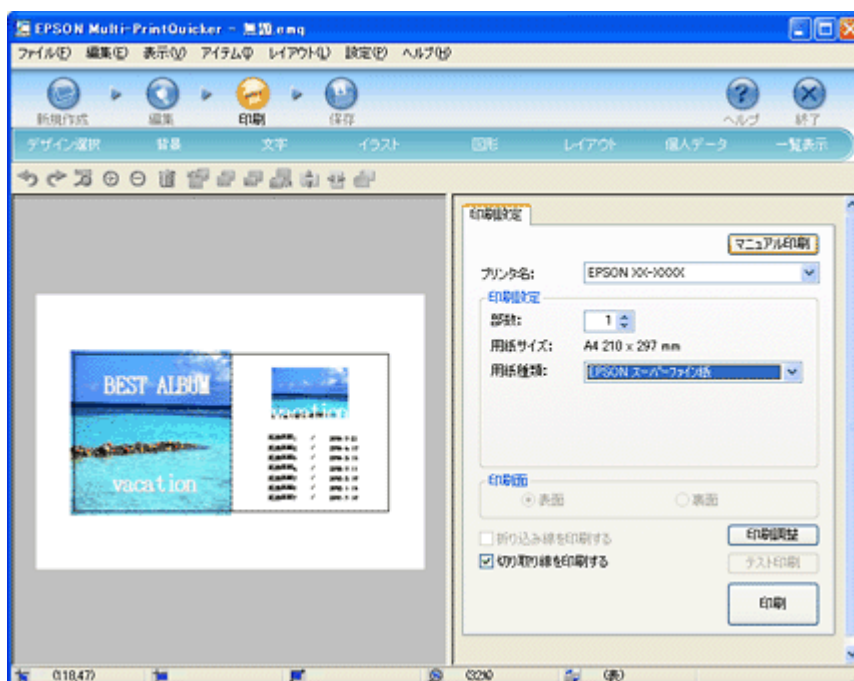 EPSON Multi-PrintQuicker - 無題.emq
ファイル(F) 編集(E) 表示(V) アイテム(I) レイアウト(L) 設定(P) ヘルプ(H)
新規作成 編集 印刷 保存 ヘルプ 終了
デザイン選択 背景 文字 イラスト 図形 レイアウト 個人データ 一覧表示
印刷設定
マニュアル印刷
プリンタ名: EPSON XX-XXXX
印刷設定
部数: 1
用紙サイズ: A4 210 x 297 mm
用紙種類: EPSON スーパーファイン紙
BEST ALBUM
vacation
vacation
印刷面
表面 裏面
折り込み線を印刷する
印刷調整
切り取り線を印刷する
テスト印刷
印刷
(118,47) (32%) (表)